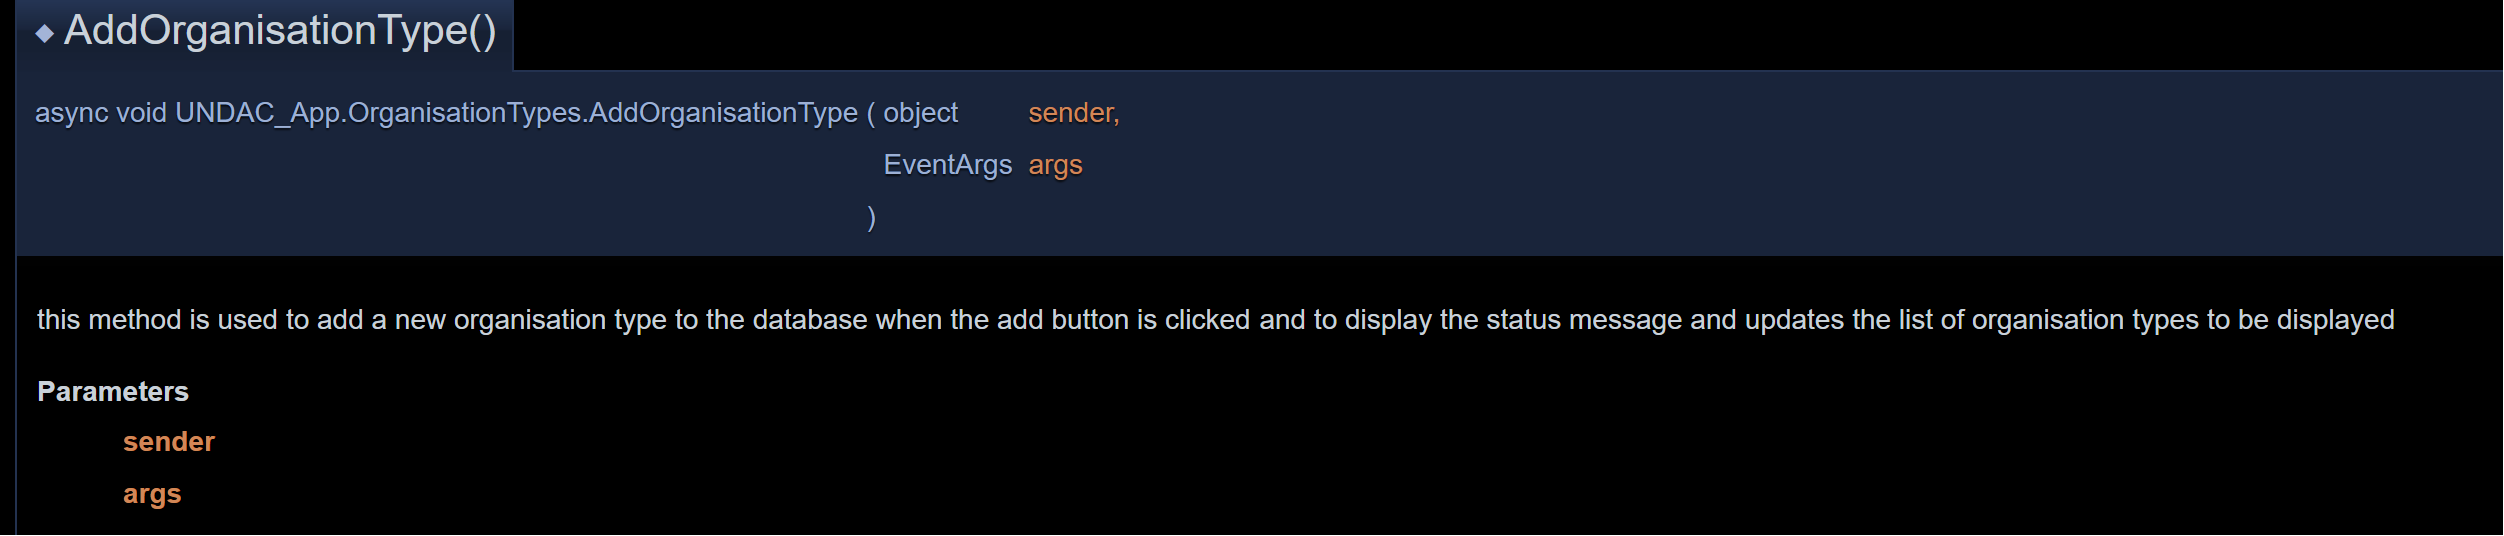 ◆ AddOrganisationType()
async void UNDAC_App.OrganisationTypes.AddOrganisationType ( object sender,
EventArgs args
)
this method is used to add a new organisation type to the database when the add button is clicked and to display the status message and updates the list of organisation types to be displayed
Parameters
sender
args